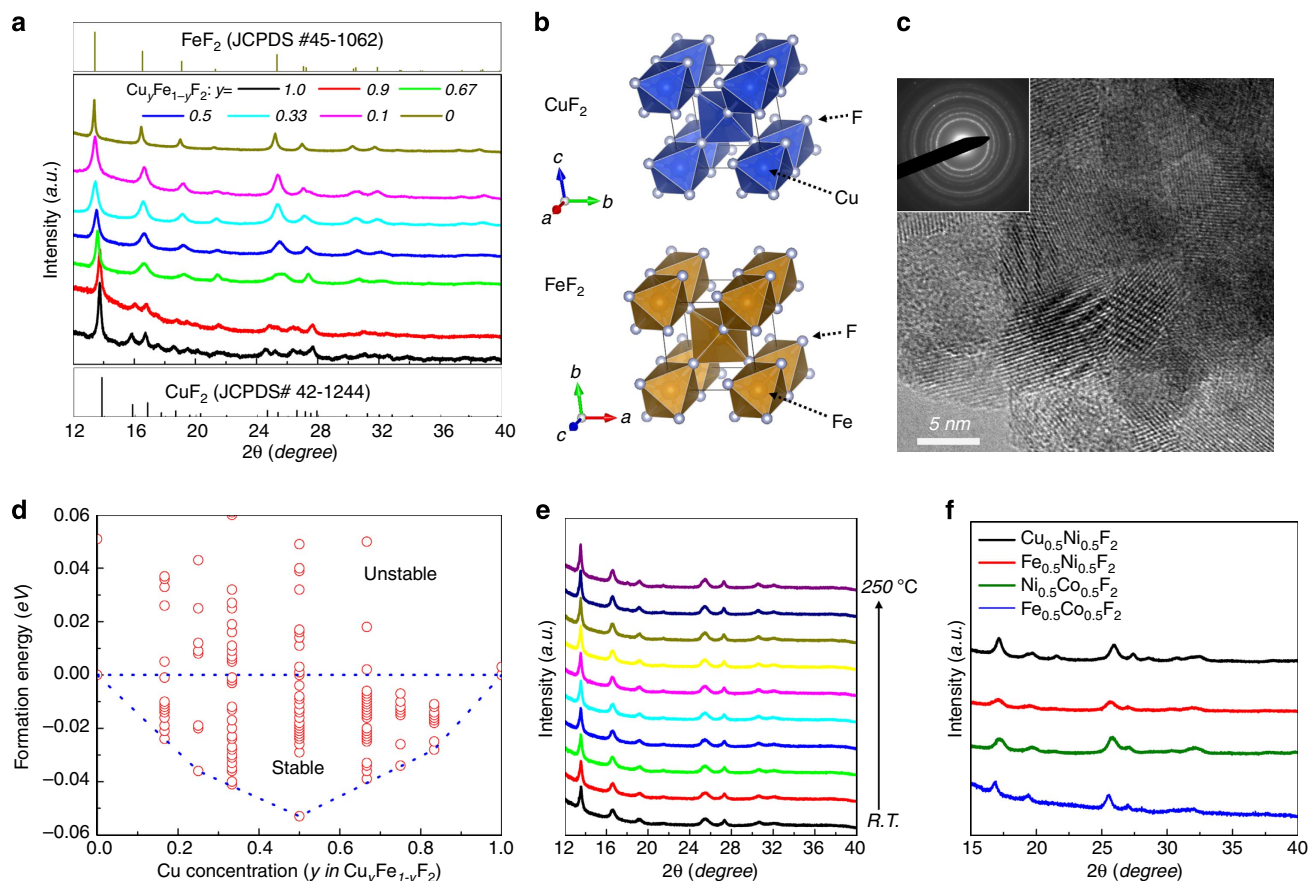 a
FeF2 (JCPDS #45-1062)
CuyFe1–yF2: y= 1.0 0.9 0.67
0.5 0.33 0.1 0
Intensity (a.u.)
CuF2 (JCPDS# 42-1244)
12 16 20 24 28 32 36 40
2θ (degree)
b
CuF2
F
Cu
c
b
a
FeF2
F
Fe
b
a
c
c
5 nm
d
0.06
0.04
0.02
0.00
–0.02
–0.04
–0.06
Formation energy (eV)
Unstable
Stable
0.0 0.2 0.4 0.6 0.8 1.0
Cu concentration (y in CuyFe1-yF2)
e
Intensity (a.u.)
250 °C
R.T.
12 16 20 24 28 32 36 40
2θ (degree)
f
Cu0.5Ni0.5F2
Fe0.5Ni0.5F2
Ni0.5Co0.5F2
Fe0.5Co0.5F2
Intensity (a.u.)
15 20 25 30 35 40
2θ (degree)